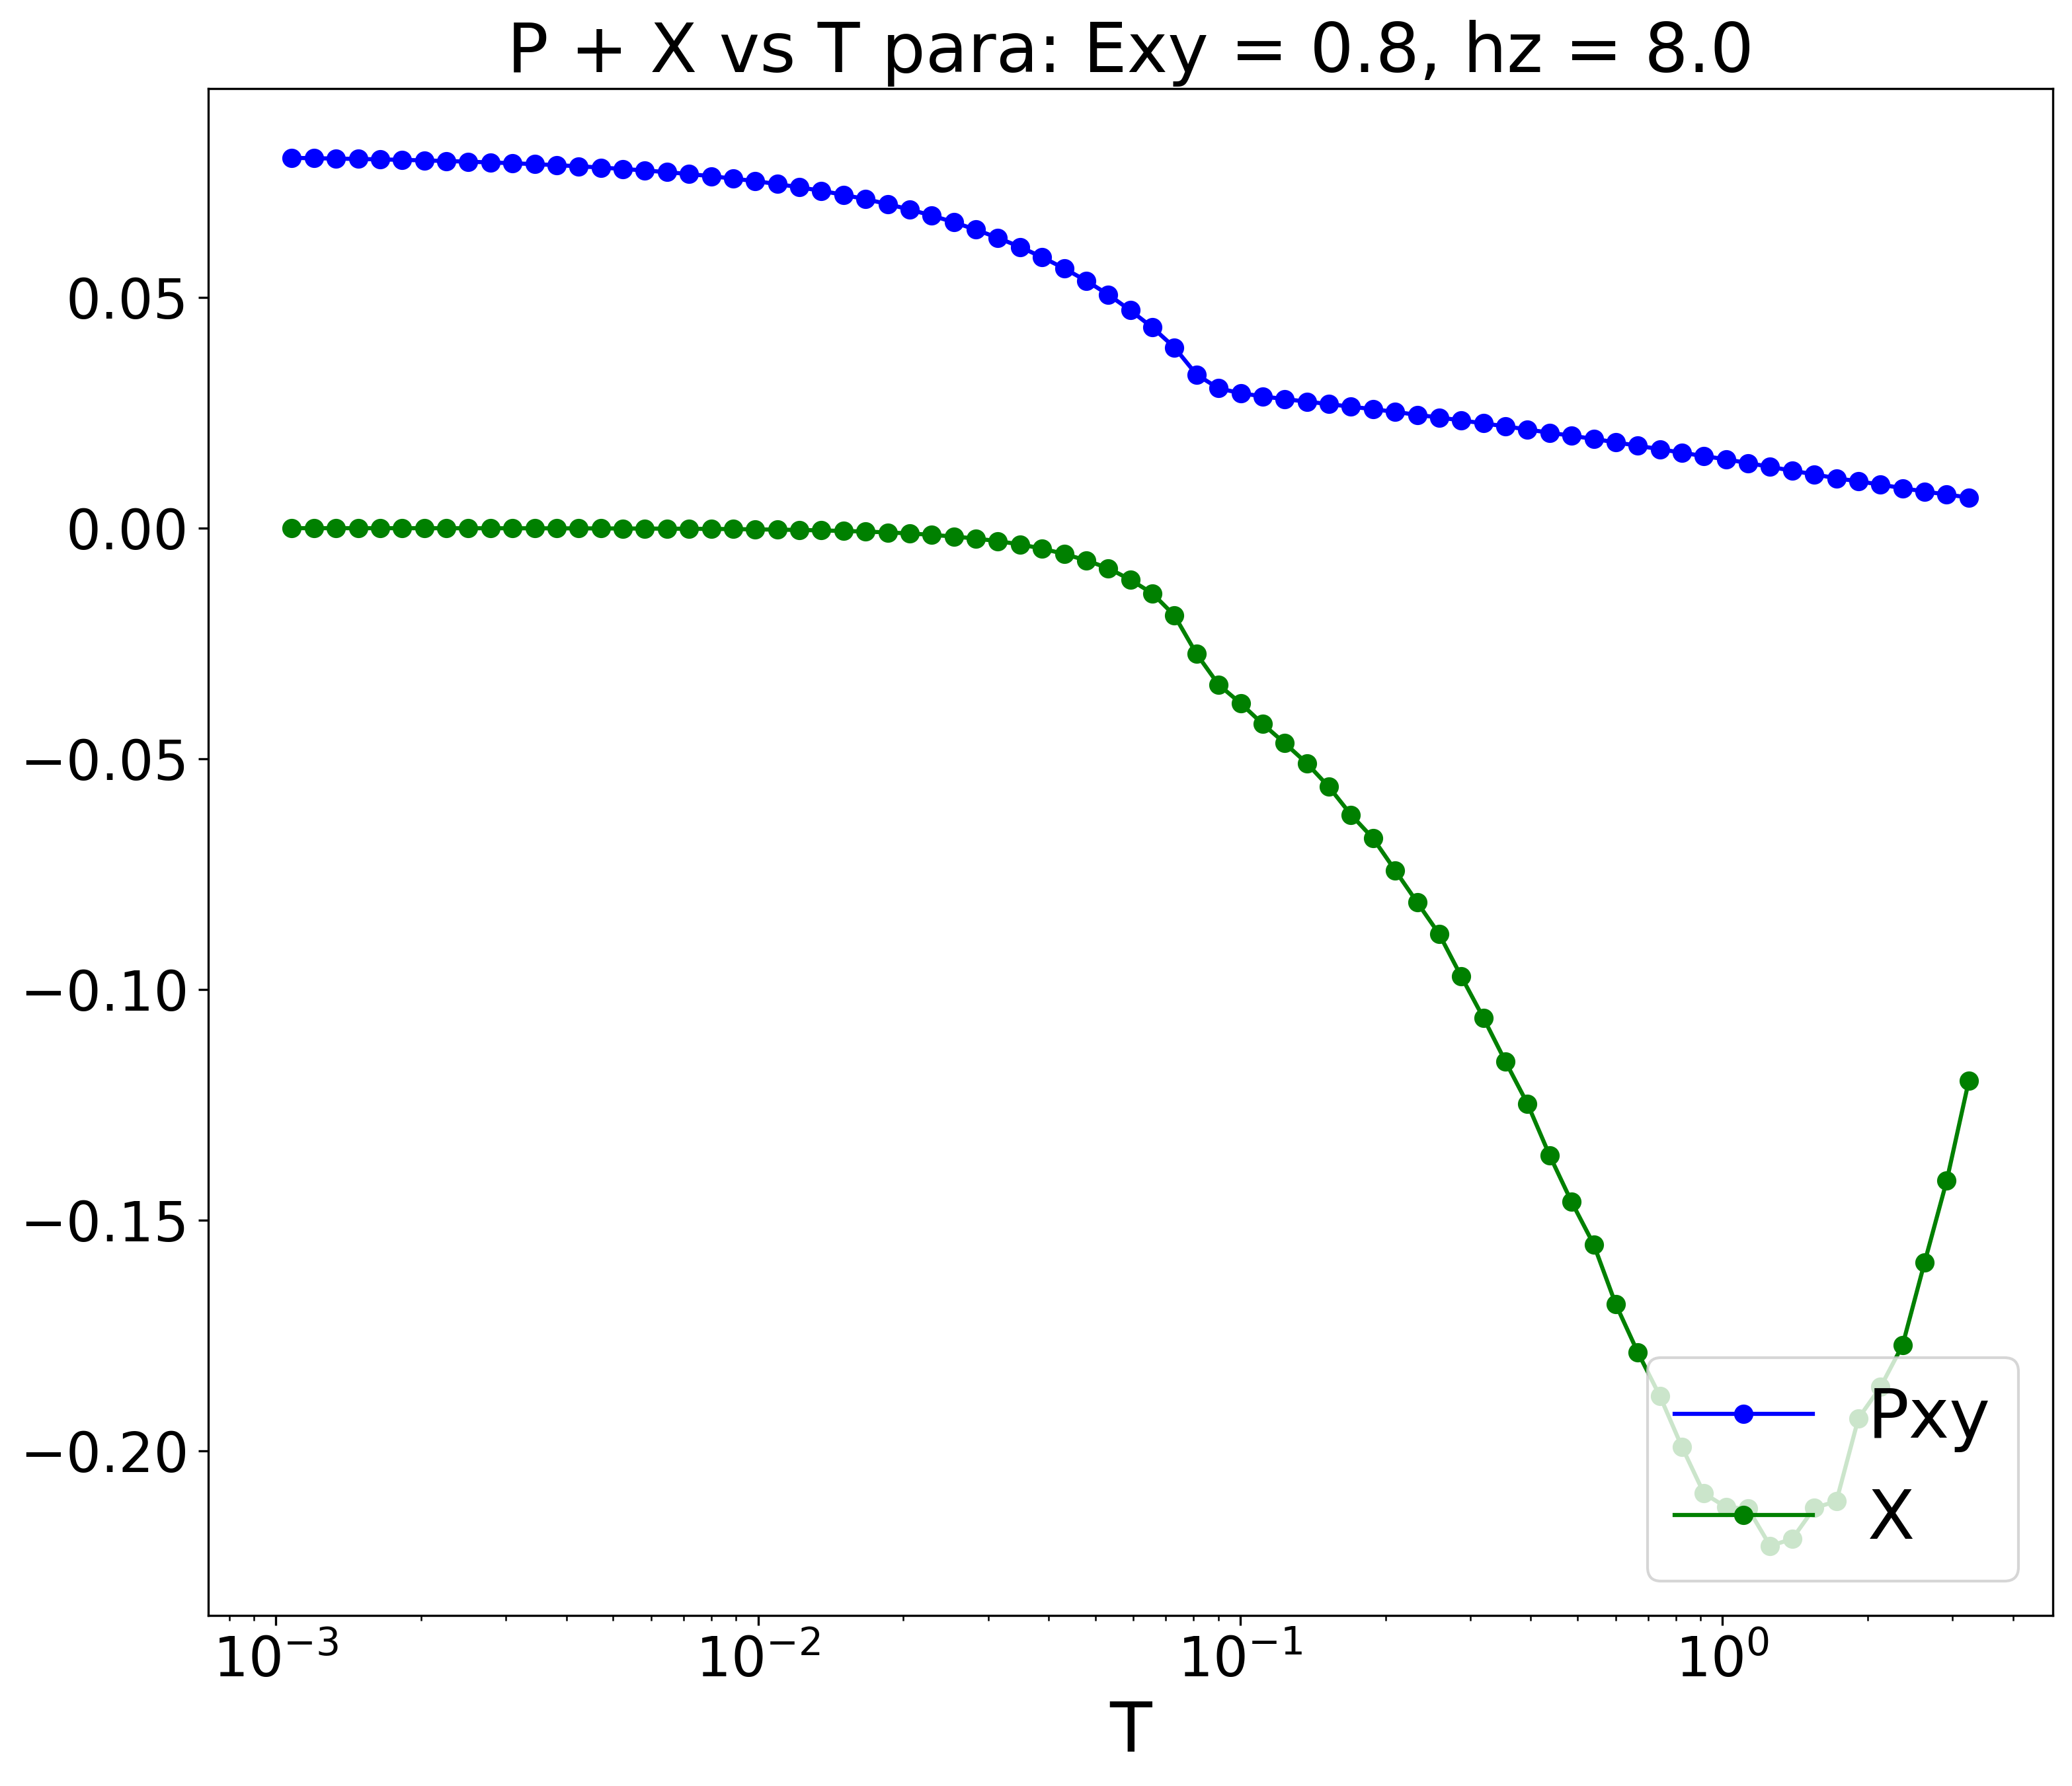 P + X vs T para: Exy = 0.8, hz = 8.0
0.05
0.00
−0.05
−0.10
−0.15
−0.20
Pxy
X
10⁻³ 10⁻² 10⁻¹ 10⁰
T